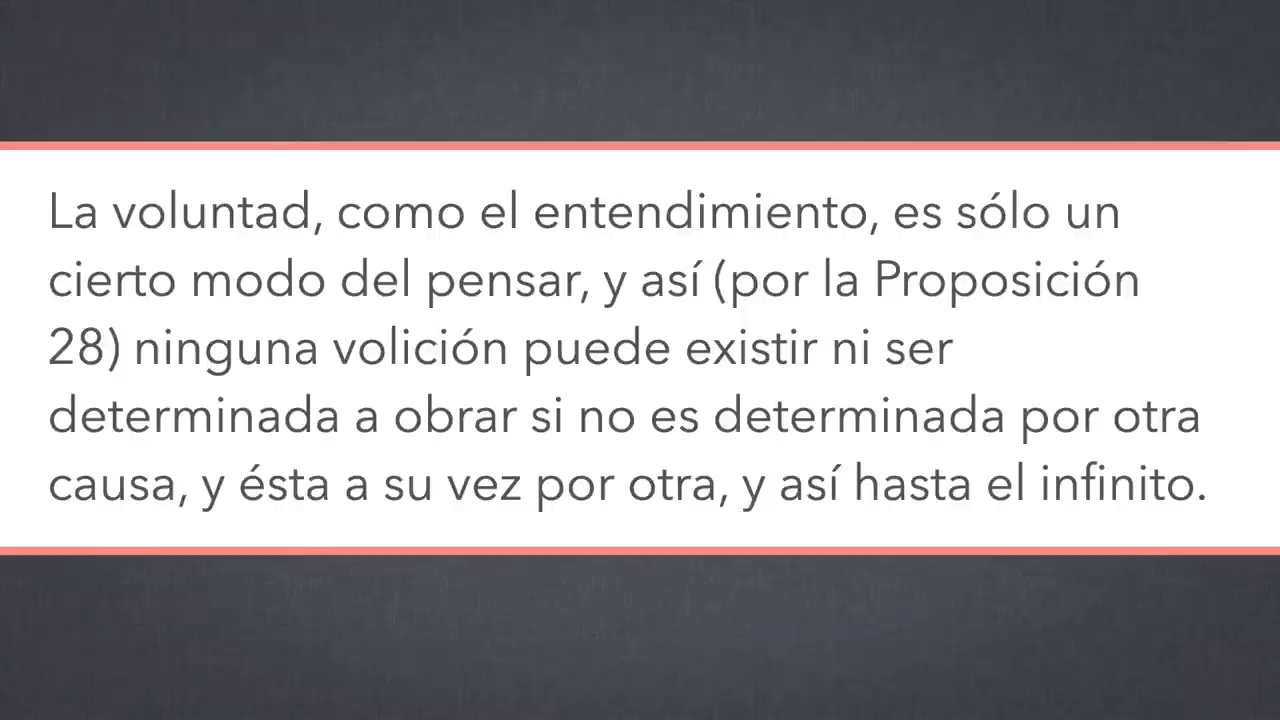 La voluntad, como el entendimiento, es sólo un
cierto modo del pensar, y así (por la Proposición
28) ninguna volición puede existir ni ser
determinada a obrar si no es determinada por otra
causa, y ésta a su vez por otra, y así hasta el infinito.